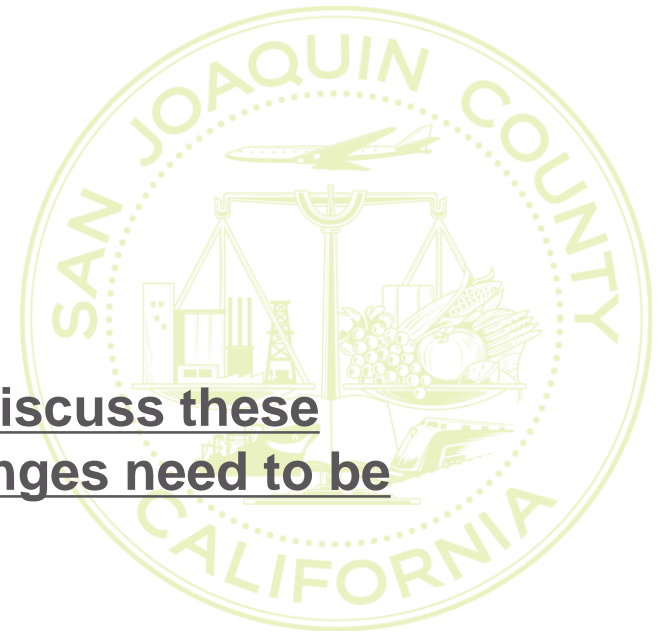 SAN JOAQUIN COUNTY
iscuss these
nges need to be
CALIFORNIA